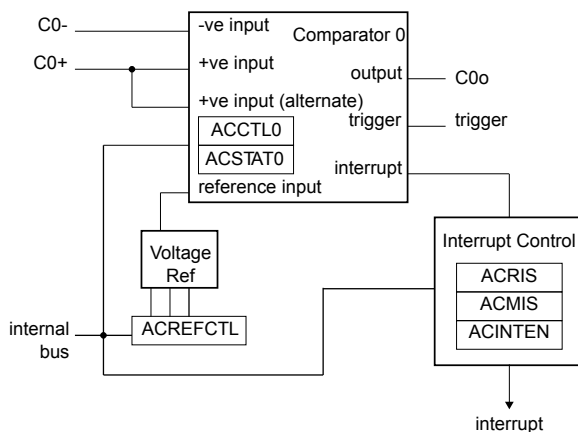 C0-
-ve input
Comparator 0
C0+
+ve input
output
C0o
+ve input (alternate)
trigger
trigger
ACCTL0
ACSTAT0
interrupt
reference input
Voltage
Ref
Interrupt Control
ACRIS
ACMIS
ACINTEN
internal
bus
ACREFCTL
interrupt